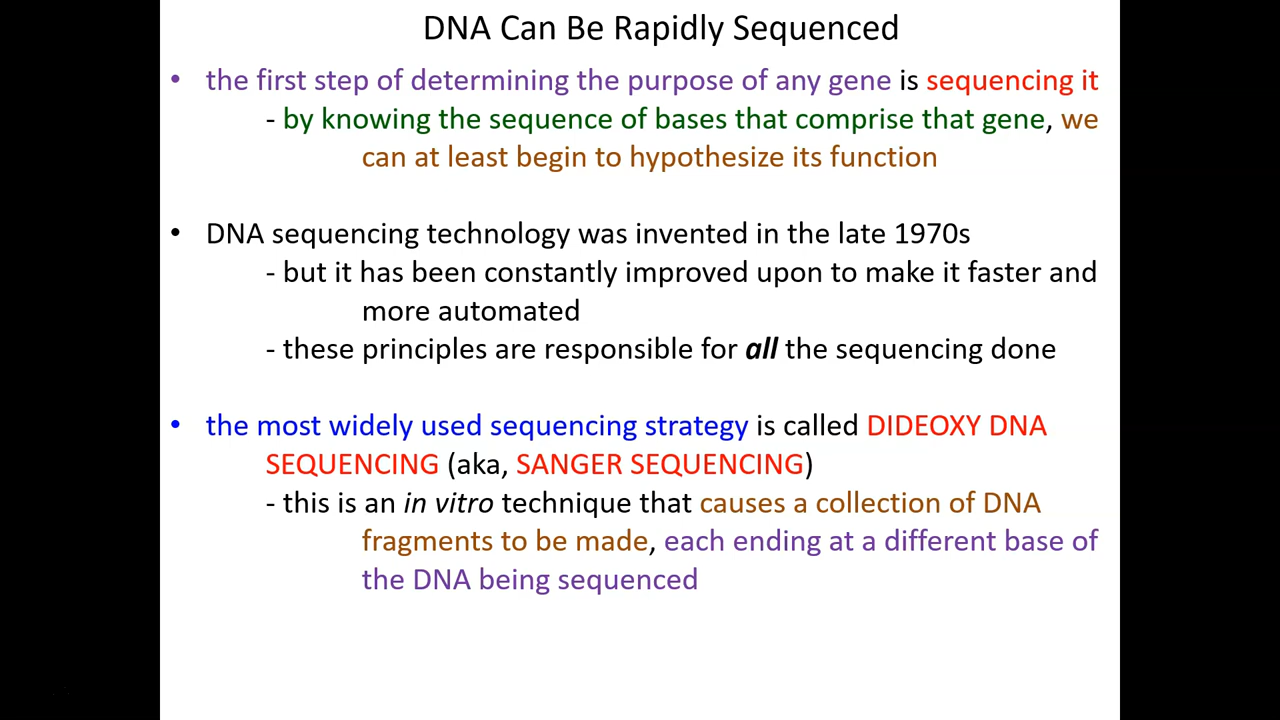 DNA Can Be Rapidly Sequenced
• the first step of determining the purpose of any gene is sequencing it
- by knowing the sequence of bases that comprise that gene, we
can at least begin to hypothesize its function
• DNA sequencing technology was invented in the late 1970s
- but it has been constantly improved upon to make it faster and
more automated
- these principles are responsible for all the sequencing done
• the most widely used sequencing strategy is called DIDEOXY DNA
SEQUENCING (aka, SANGER SEQUENCING)
- this is an in vitro technique that causes a collection of DNA
fragments to be made, each ending at a different base of
the DNA being sequenced